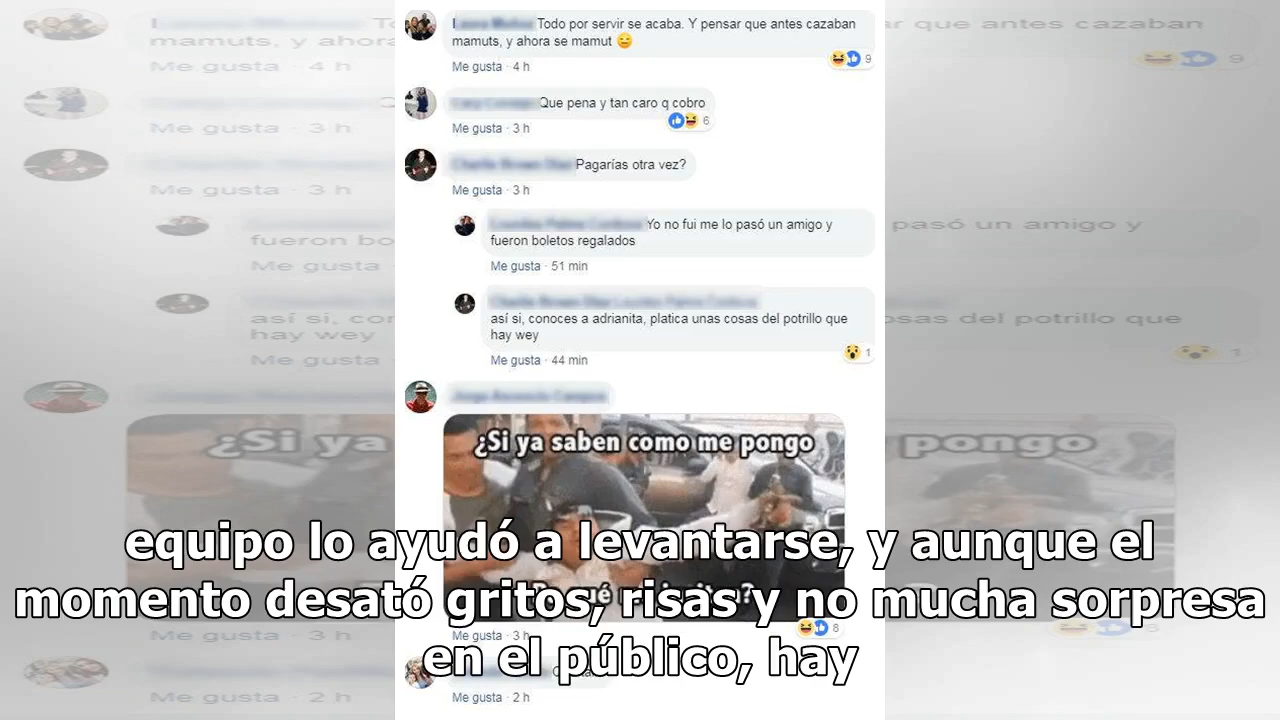 Todo por servir se acaba. Y pensar que antes cazaban
mamuts, y ahora se mamut
9
Me gusta · 4 h
Que pena y tan caro q cobro
6
Me gusta · 3 h
Pagarías otra vez?
Me gusta · 3 h
Yo no fui me lo pasó un amigo y
fueron boletos regalados
Me gusta · 51 min
así si, conoces a adrianita, platica unas cosas del potrillo que
hay wey
1
Me gusta · 44 min
¿Si ya saben como me pongo
equipo lo ayudó a levantarse, y aunque el
momento desató gritos, risas y no mucha sorpresa
en el público, hay
8
Me gusta · 3 h
Me gusta · 2 h